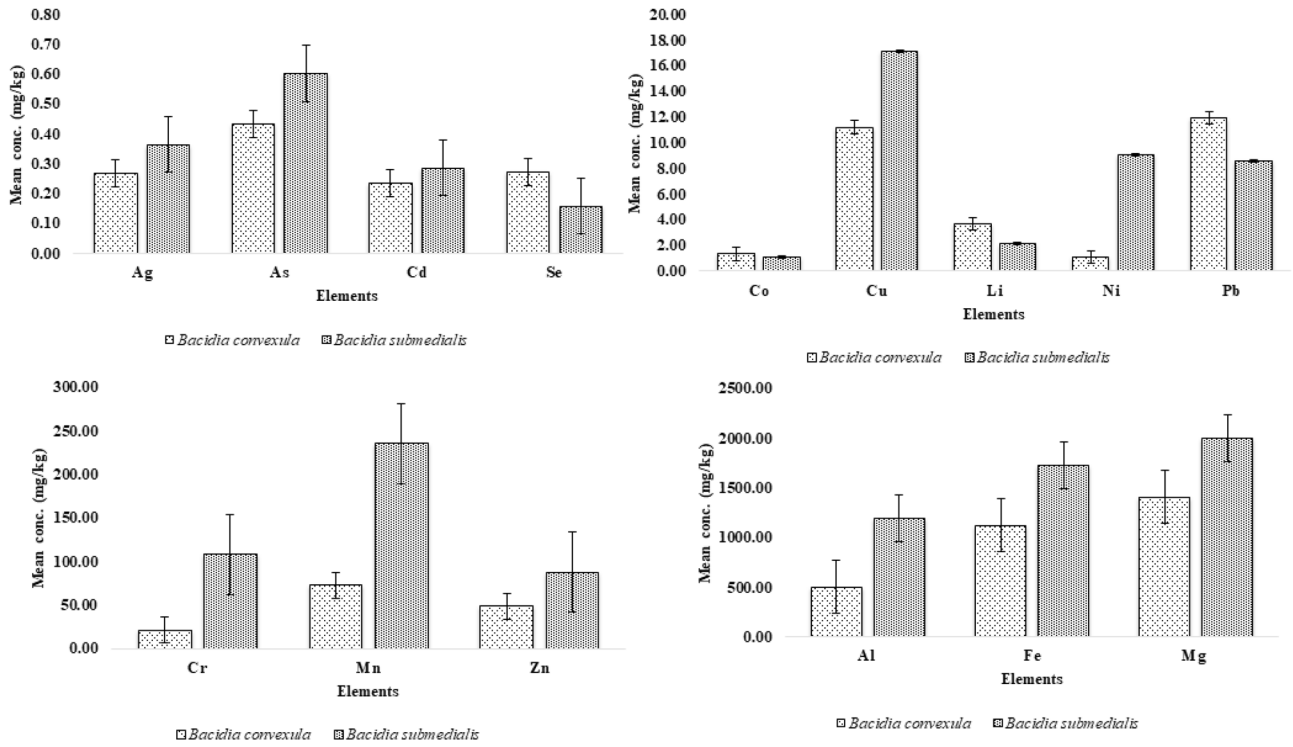 0.80
0.70
0.60
0.50
0.40
0.30
0.20
0.10
0.00
Mean conc. (mg/kg)
Ag As Cd Se
Elements
Bacidia convexula Bacidia submedialis
20.00
18.00
16.00
14.00
12.00
10.00
8.00
6.00
4.00
2.00
0.00
Mean conc. (mg/kg)
Co Cu Li Ni Pb
Elements
Bacidia convexula Bacidia submedialis
300.00
250.00
200.00
150.00
100.00
50.00
0.00
Mean conc. (mg/kg)
Cr Mn Zn
Elements
Bacidia convexula Bacidia submedialis
2500.00
2000.00
1500.00
1000.00
500.00
0.00
Mean conc. (mg/kg)
Al Fe Mg
Elements
Bacidia convexula Bacidia submedialis